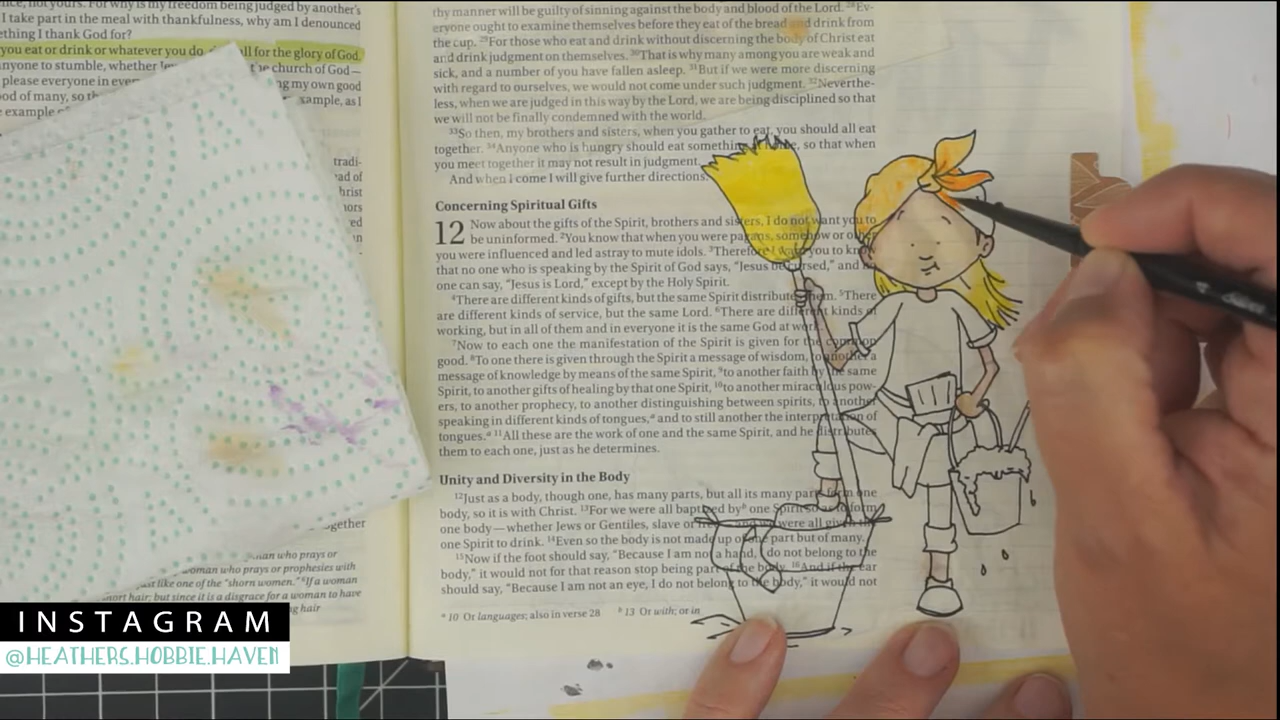 nce, not yours. For why is my freedom being judged by another's
I take part in the meal with thankfulness, why am I denounced
ething I thank God for?
you eat or drink or whatever you do, all for the glory of God.
anyone to stumble, whether church of God—
please everyone in ng my own good
od of many, so th example, as I
example of
tradi-
ead of
hrist
nors
ed
an
together
man who prays or
woman who prays or prophesies with
st like one of the "shorn women." ⁶If a woman
ort hair; but since it is a disgrace for a woman to have
ng hair
thy manner will be guilty of sinning against the body and blood of the Lord. ²⁸Ev-
eryone ought to examine themselves before they eat of the bread and drink from
the cup. ²⁹For those who eat and drink without discerning the body of Christ eat
and drink judgment on themselves. ³⁰That is why many among you are weak and
sick, and a number of you have fallen asleep. ³¹But if we were more discerning
with regard to ourselves, we would not come under such judgment. ³²Neverthe-
less, when we are judged in this way by the Lord, we are being disciplined so that
we will not be finally condemned with the world.
³³So then, my brothers and sisters, when you gather to eat, you should all eat
together. ³⁴Anyone who is hungry should eat something at home, so that when
you meet together it may not result in judgment.
And when I come I will give further directions.
Concerning Spiritual Gifts
12 Now about the gifts of the Spirit, brothers and sisters, I do not want you to
be uninformed. ²You know that when you were pagans, somehow or other
you were influenced and led astray to mute idols. ³Therefore I want you to know
that no one who is speaking by the Spirit of God says, "Jesus be cursed," and no
one can say, "Jesus is Lord," except by the Holy Spirit.
⁴There are different kinds of gifts, but the same Spirit distributes them. ⁵There
are different kinds of service, but the same Lord. ⁶There are different kinds of
working, but in all of them and in everyone it is the same God at work.
⁷Now to each one the manifestation of the Spirit is given for the common
good. ⁸To one there is given through the Spirit a message of wisdom, to another a
message of knowledge by means of the same Spirit, ⁹to another faith by the same
Spirit, to another gifts of healing by that one Spirit, ¹⁰to another miraculous pow-
ers, to another prophecy, to another distinguishing between spirits, to another
speaking in different kinds of tongues,ᵃ and to still another the interpretation of
tongues.ᵃ ¹¹All these are the work of one and the same Spirit, and he distributes
them to each one, just as he determines.
Unity and Diversity in the Body
¹²Just as a body, though one, has many parts, but all its many parts form one
body, so it is with Christ. ¹³For we were all baptized byᵇ one Spirit so as to form
one body—whether Jews or Gentiles, slave or free—and we were all given the
one Spirit to drink. ¹⁴Even so the body is not made up of one part but of many.
¹⁵Now if the foot should say, "Because I am not a hand, I do not belong to the
body," it would not for that reason stop being part of the body. ¹⁶And if the ear
should say, "Because I am not an eye, I do not belong to the body," it would not
ᵃ 10 Or languages; also in verse 28 ᵇ 13 Or with; or in
INSTAGRAM
@HEATHERS.HOBBIE.HAVEN